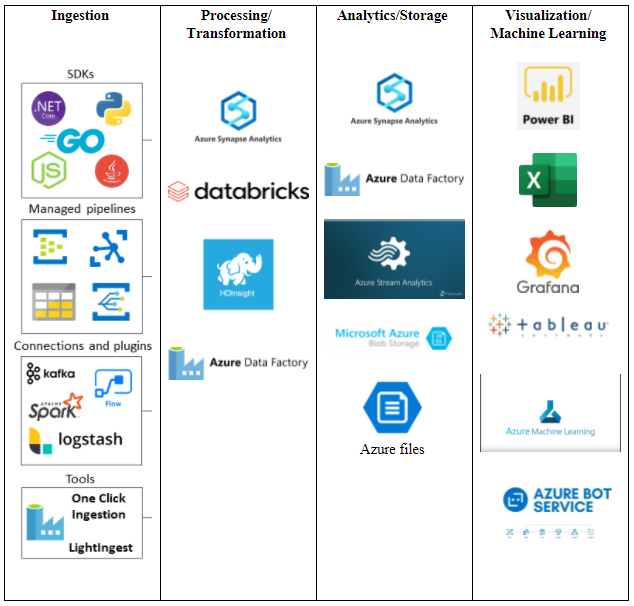 Ingestion
Processing/
Transformation
Analytics/Storage
Visualization/
Machine Learning
SDKs
.NET
Core
GO
JS
Managed pipelines
Connections and plugins
kafka
APACHE
Spark
Flow
logstash
Tools
One Click
Ingestion
LightIngest
Azure Synapse Analytics
databricks
HDInsight
Azure Data Factory
Azure Synapse Analytics
Azure Data Factory
Azure Stream Analytics
Microsoft Azure
Blob Storage
Azure files
Power BI
X
Grafana
tableau
SOFTWARE
Azure Machine Learning
AZURE BOT
SERVICE